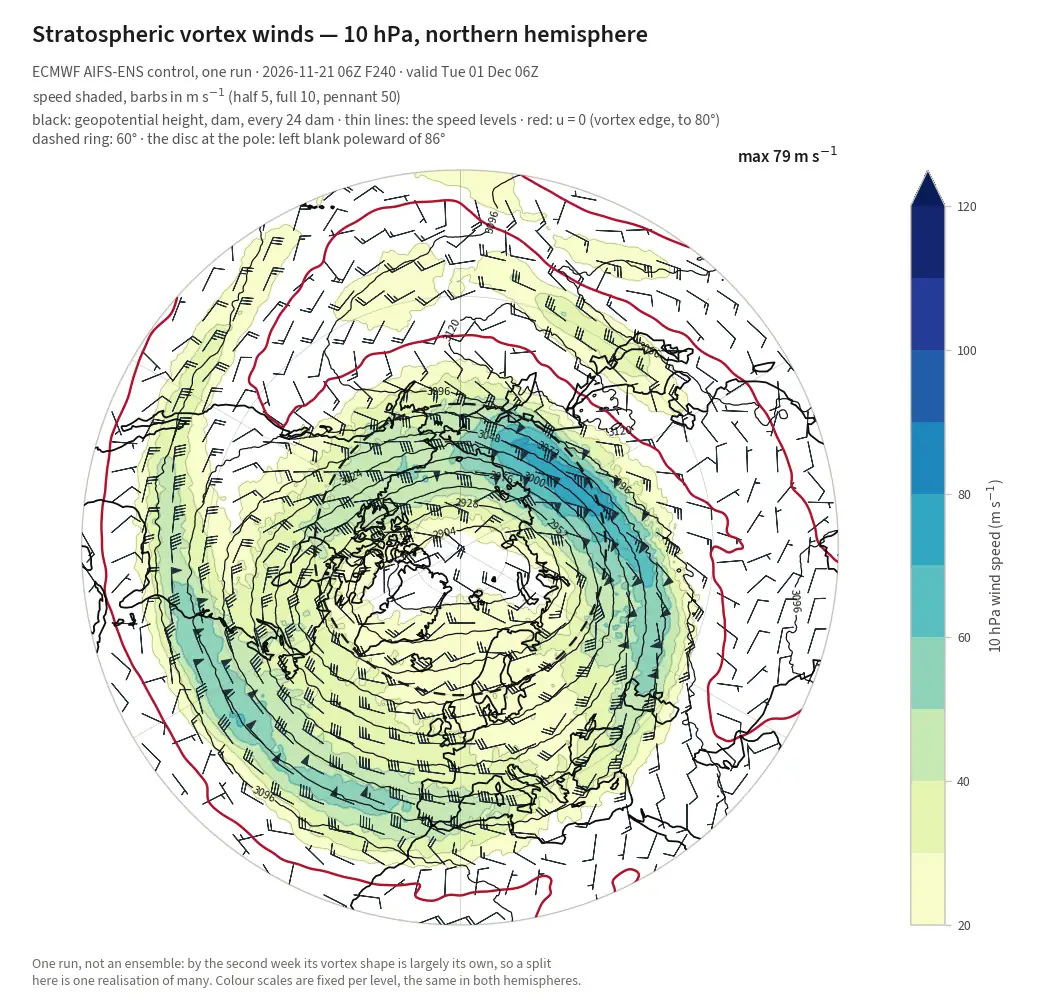 Stratospheric vortex winds — 10 hPa, northern hemisphere
ECMWF AIFS-ENS control, one run · 2026-11-21 06Z F240 · valid Tue 01 Dec 06Z
speed shaded, barbs in m s⁻¹ (half 5, full 10, pennant 50)
black: geopotential height, dam, every 24 dam · thin lines: the speed levels · red: u = 0 (vortex edge, to 80°)
dashed ring: 60° · the disc at the pole: left blank poleward of 86°
max 79 m s⁻¹
120
100
80
60
40
20
10 hPa wind speed (m s⁻¹)
3096
3120
3096
3120
3048
3000
3096
2928
2904
3096
3096
One run, not an ensemble: by the second week its vortex shape is largely its own, so a split
here is one realisation of many. Colour scales are fixed per level, the same in both hemispheres.